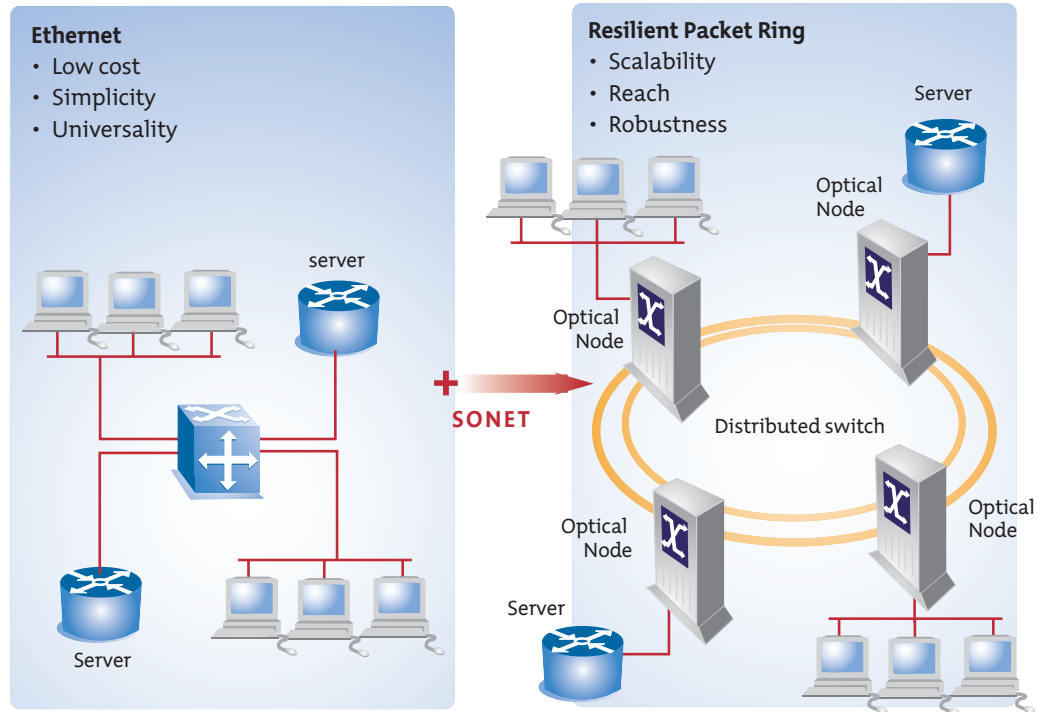 Ethernet
• Low cost
• Simplicity
• Universality
server
Server
+
SONET
Resilient Packet Ring
• Scalability
• Reach
• Robustness
Server
Optical
Node
Optical
Node
Distributed switch
Optical
Node
Optical
Node
Server